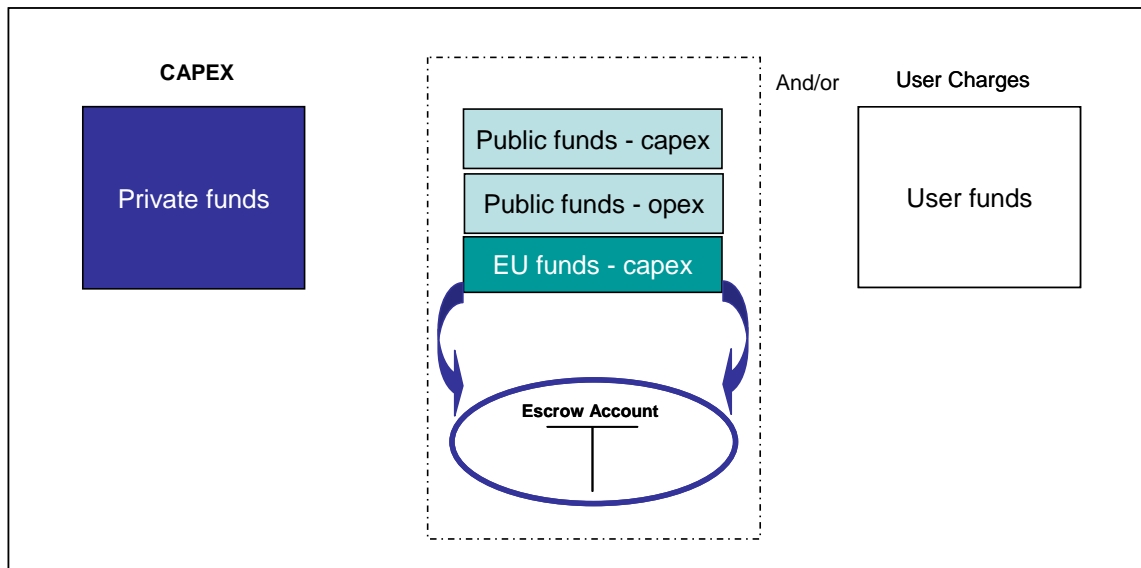 CAPEX
Private funds
Public funds - capex
Public funds - opex
EU funds - capex
Escrow Account
And/or
User Charges
User funds